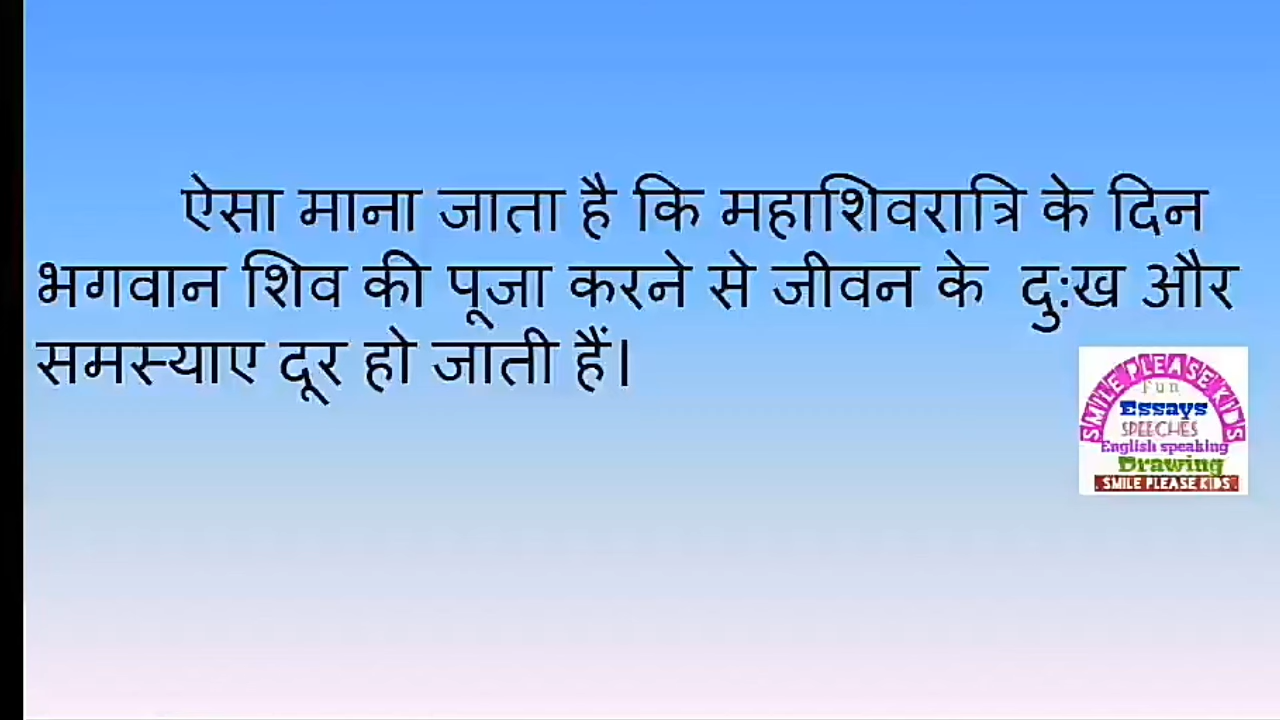 ऐसा माना जाता है कि महाशिवरात्रि के दिन
भगवान शिव की पूजा करने से जीवन के दु:ख और
समस्याए दूर हो जाती हैं।
SMILE PLEASE KIDS
Fun
Essays
SPEECHES
English speaking
Drawing
. SMILE PLEASE KIDS .